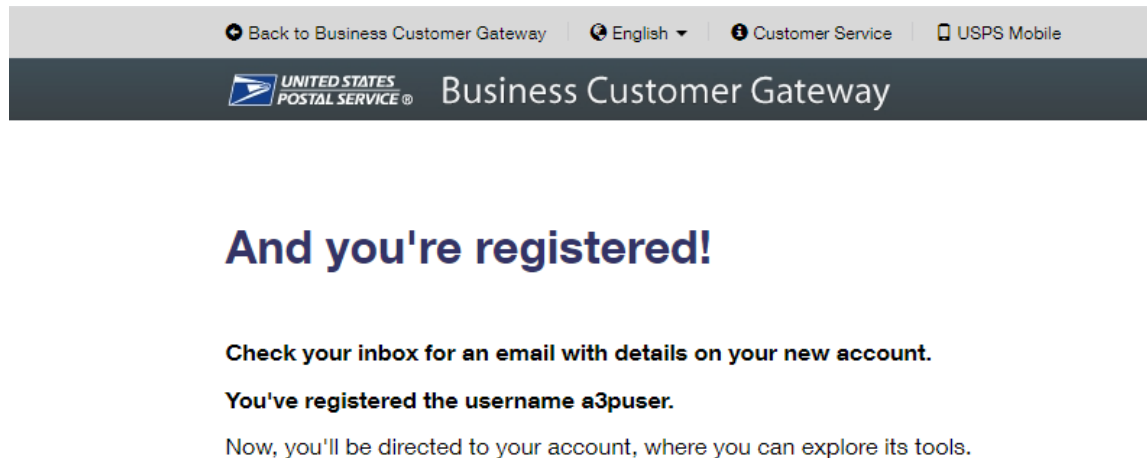 Back to Business Customer Gateway English Customer Service USPS Mobile
UNITED STATES
POSTAL SERVICE ® Business Customer Gateway
And you're registered!
Check your inbox for an email with details on your new account.
You've registered the username a3puser.
Now, you'll be directed to your account, where you can explore its tools.